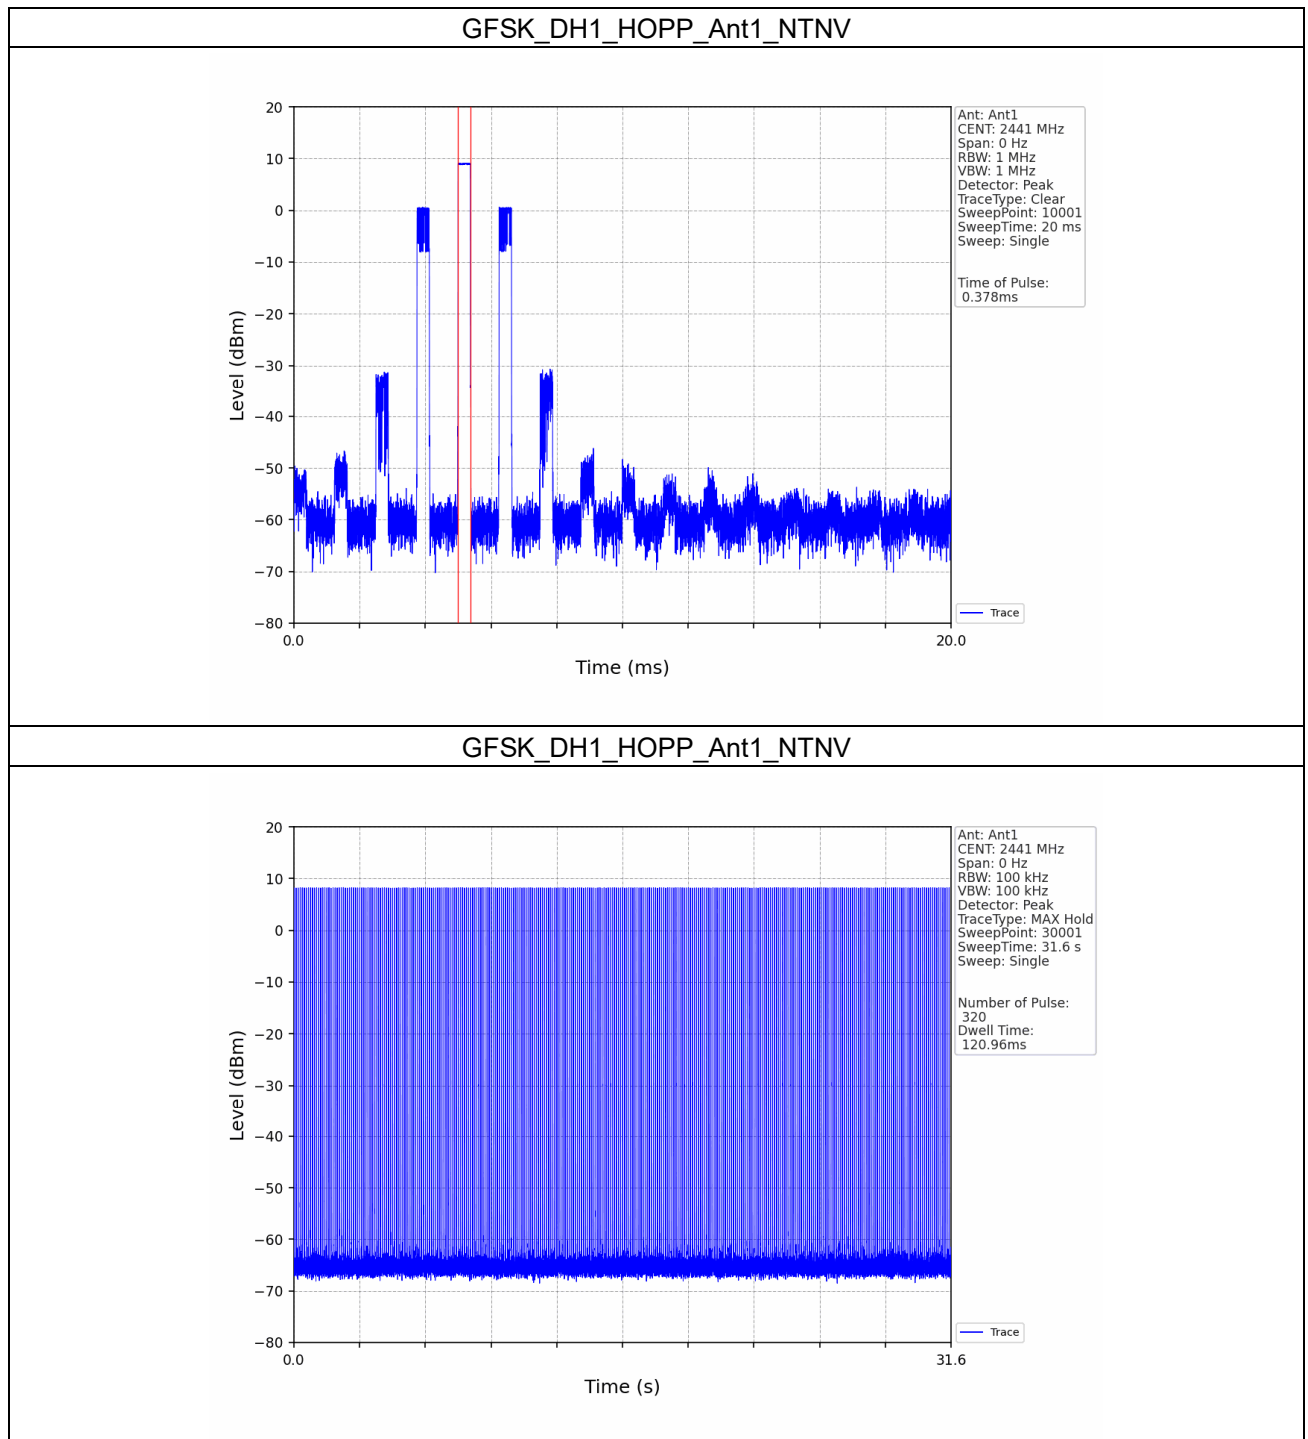 GFSK_DH1_HOPP_Ant1_NTNV
20
10
0
−10
−20
−30
−40
−50
−60
−70
−80
Level (dBm)
0.0
20.0
Time (ms)
Ant: Ant1
CENT: 2441 MHz
Span: 0 Hz
RBW: 1 MHz
VBW: 1 MHz
Detector: Peak
TraceType: Clear
SweepPoint: 10001
SweepTime: 20 ms
Sweep: Single
Time of Pulse:
0.378ms
Trace
GFSK_DH1_HOPP_Ant1_NTNV
20
10
0
−10
−20
−30
−40
−50
−60
−70
−80
Level (dBm)
0.0
31.6
Time (s)
Ant: Ant1
CENT: 2441 MHz
Span: 0 Hz
RBW: 100 kHz
VBW: 100 kHz
Detector: Peak
TraceType: MAX Hold
SweepPoint: 30001
SweepTime: 31.6 s
Sweep: Single
Number of Pulse:
320
Dwell Time:
120.96ms
Trace